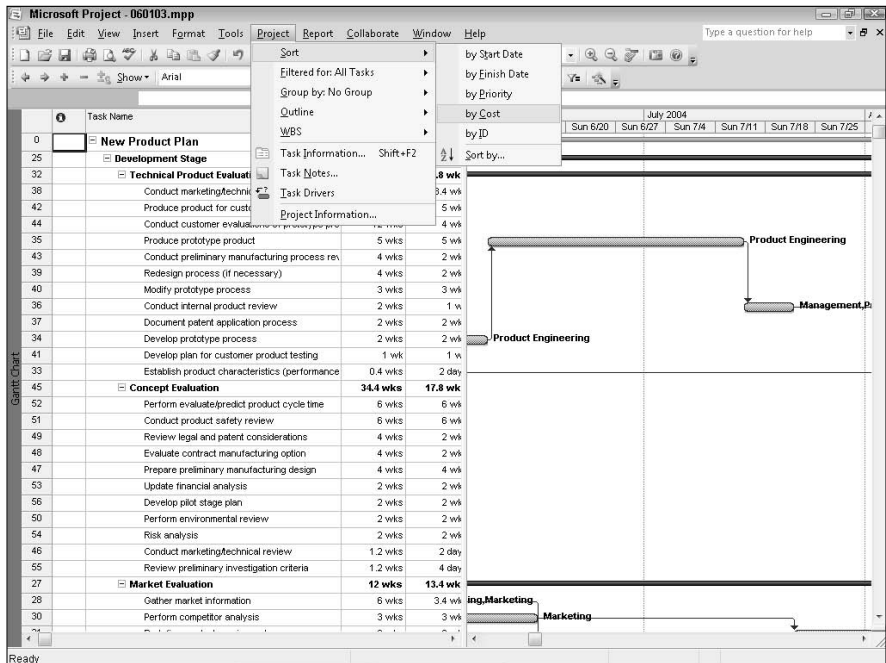 Microsoft Project - 060103.mpp
File Edit View Insert Format Tools Project Report Collaborate Window Help Type a question for help
Show Arial
Sort
Filtered for: All Tasks
Group by: No Group
Outline
WBS
Task Information... Shift+F2
Task Notes...
Task Drivers
Project Information...
by Start Date
by Finish Date
by Priority
by Cost
by ID
Sort by...
Task Name
July 2004
Sun 6/20 Sun 6/27 Sun 7/4 Sun 7/11 Sun 7/18 Sun 7/25
0 New Product Plan
25 Development Stage
32 Technical Product Evaluati .8 wk
38 Conduct marketing/technic 3.4 wk
42 Produce product for custo 5 wk
44 Conduct customer evaluations of prototype pro 4 wk
35 Produce prototype product 5 wks 5 wk Product Engineering
43 Conduct preliminary manufacturing process rev 4 wks 2 wk
39 Redesign process (if necessary) 4 wks 2 wk
40 Modify prototype process 3 wks 3 wk
36 Conduct internal product review 2 wks 1 w Management,P
37 Document patent application process 2 wks 2 wk
34 Develop prototype process 2 wks 2 wk Product Engineering
41 Develop plan for customer product testing 1 wk 1 w
33 Establish product characteristics (performance 0.4 wks 2 day
45 Concept Evaluation 34.4 wks 17.8 wk
52 Perform evaluate/predict product cycle time 6 wks 6 wk
51 Conduct product safety review 6 wks 6 wk
49 Review legal and patent considerations 4 wks 2 wk
48 Evaluate contract manufacturing option 4 wks 2 wk
47 Prepare preliminary manufacturing design 4 wks 4 wk
53 Update financial analysis 2 wks 2 wk
56 Develop pilot stage plan 2 wks 2 wk
50 Perform environmental review 2 wks 2 wk
54 Risk analysis 2 wks 2 wk
46 Conduct marketing/technical review 1.2 wks 2 day
55 Review preliminary investigation criteria 1.2 wks 4 day
27 Market Evaluation 12 wks 13.4 wk
28 Gather market information 6 wks 3.4 wk ing,Marketing
30 Perform competitor analysis 3 wks 3 wk Marketing
Gantt Chart
Ready